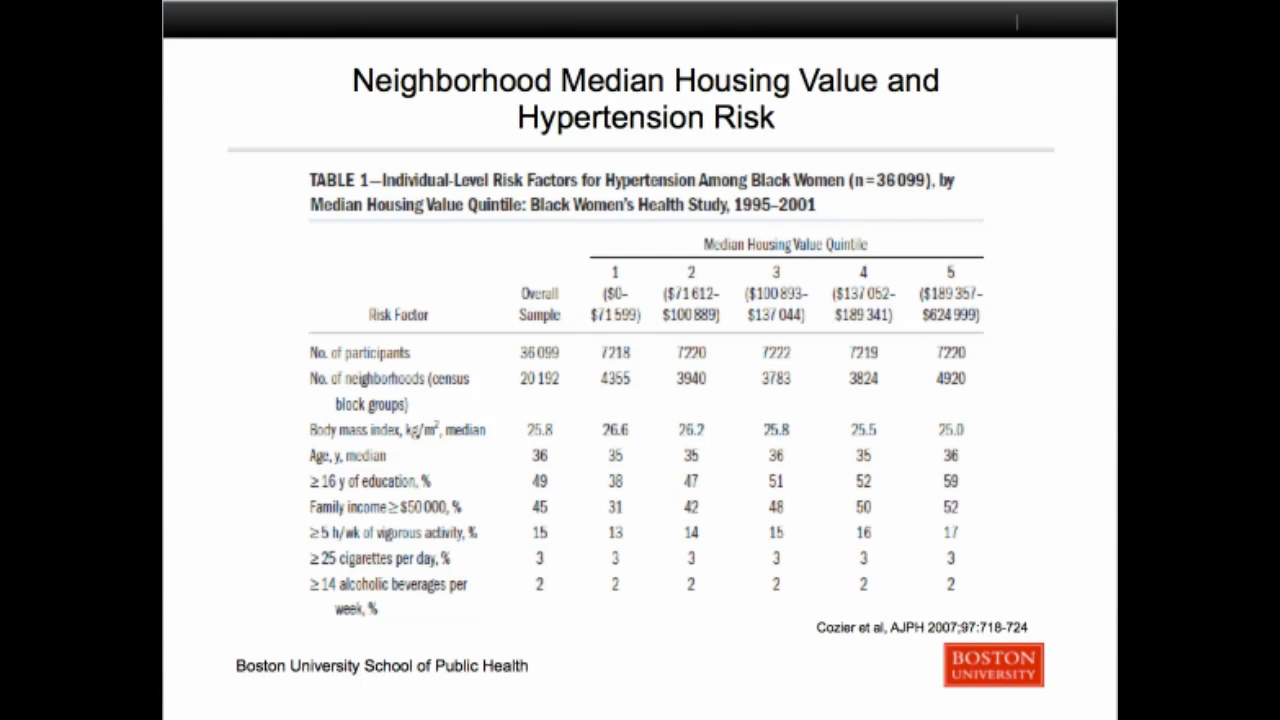 Neighborhood Median Housing Value and
Hypertension Risk
TABLE 1—Individual-Level Risk Factors for Hypertension Among Black Women (n=36 099), by
Median Housing Value Quintile: Black Women's Health Study, 1995–2001
Median Housing Value Quintile
1 2 3 4 5
Overall ($0– ($71 612– ($100 893– ($137 052– ($189 357–
Risk Factor Sample $71 599) $100 889) $137 044) $189 341) $624 999)
No. of participants 36 099 7218 7220 7222 7219 7220
No. of neighborhoods (census 20 192 4355 3940 3783 3824 4920
block groups)
Body mass index, kg/m², median 25.8 26.6 26.2 25.8 25.5 25.0
Age, y, median 36 35 35 36 35 36
≥16 y of education, % 49 38 47 51 52 59
Family income ≥ $50 000, % 45 31 42 48 50 52
≥5 h/wk of vigorous activity, % 15 13 14 15 16 17
≥25 cigarettes per day, % 3 3 3 3 3 3
≥14 alcoholic beverages per 2 2 2 2 2 2
week, %
Cozier et al, AJPH 2007;97:718-724
Boston University School of Public Health
BOSTON
UNIVERSITY